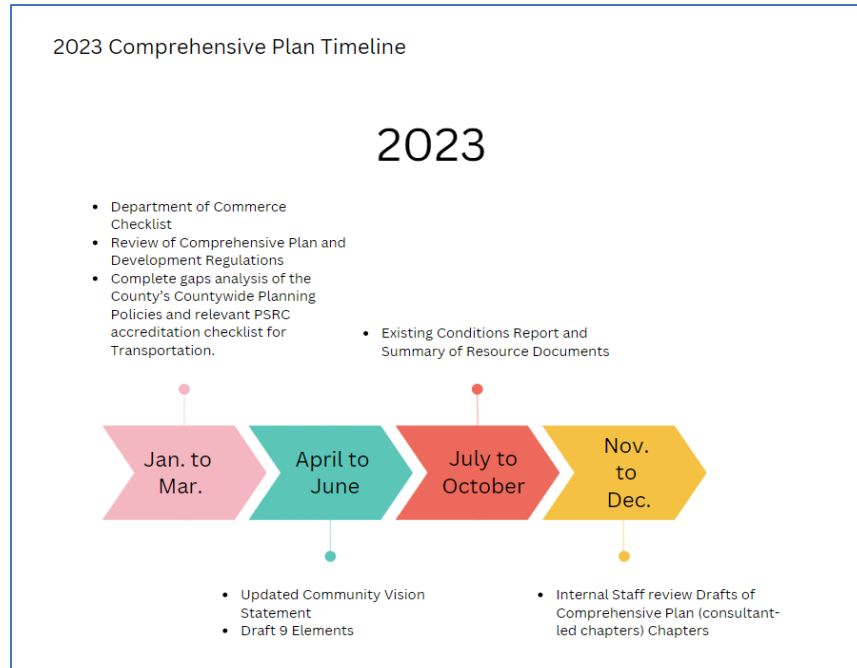 2023 Comprehensive Plan Timeline
2023
• Department of Commerce
Checklist
• Review of Comprehensive Plan and
Development Regulations
• Complete gaps analysis of the
County's Countywide Planning
Policies and relevant PSRC
accreditation checklist for
Transportation.
• Existing Conditions Report and
Summary of Resource Documents
Jan. to
Mar.
April to
June
July to
October
Nov.
to
Dec.
• Updated Community Vision
Statement
• Draft 9 Elements
• Internal Staff review Drafts of
Comprehensive Plan (consultant-
led chapters) Chapters